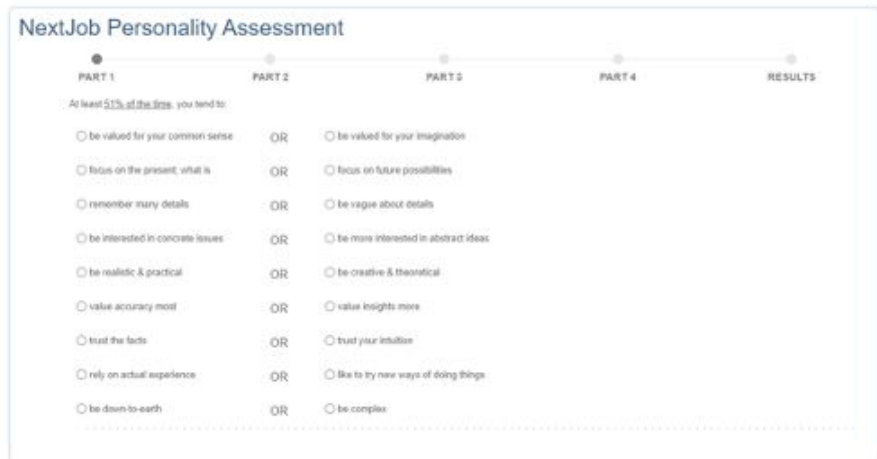 NextJob Personality Assessment
PART 1 PART 2 PART 3 PART 4 RESULTS
At least 51% of the time, you tend to:
be valued for your common sense OR be valued for your imagination
focus on the present; what is OR focus on future possibilities
remember many details OR be vague about details
be interested in concrete issues OR be more interested in abstract ideas
be realistic & practical OR be creative & theoretical
value accuracy most OR value insights more
trust the facts OR trust your intuition
rely on actual experience OR like to try new ways of doing things
be down-to-earth OR be complex